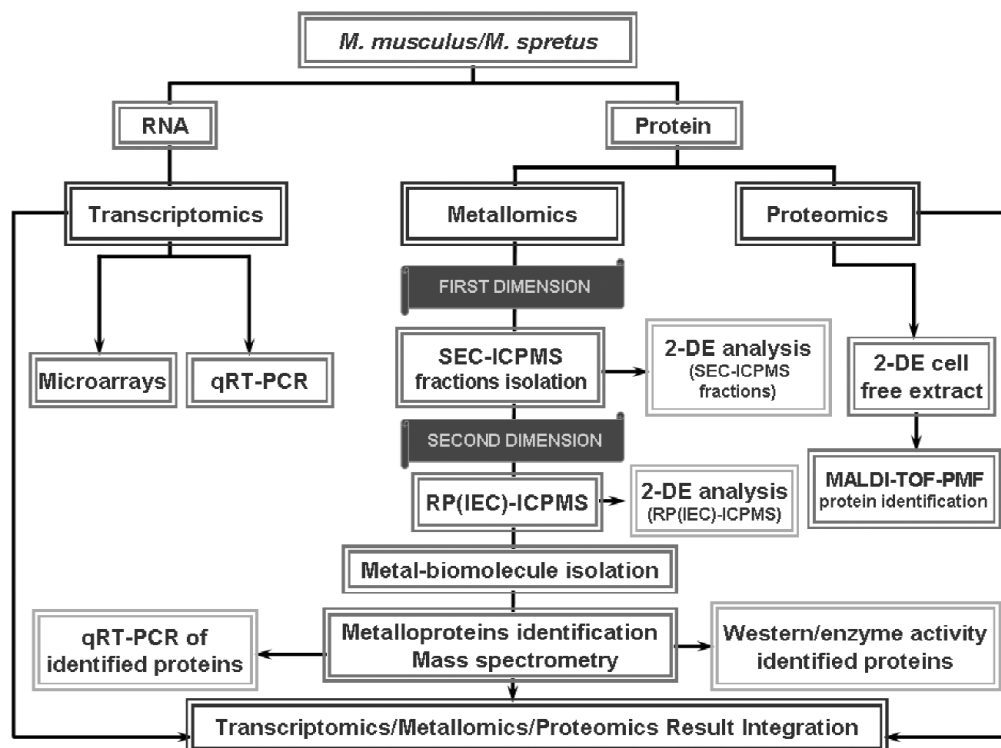 M. musculus/M. spretus
RNA
Protein
Transcriptomics
Metallomics
Proteomics
FIRST DIMENSION
Microarrays
qRT-PCR
SEC-ICPMS
fractions isolation
2-DE analysis
(SEC-ICPMS
fractions)
2-DE cell
free extract
SECOND DIMENSION
RP(IEC)-ICPMS
2-DE analysis
(RP(IEC)-ICPMS)
MALDI-TOF-PMF
protein identification
Metal-biomolecule isolation
qRT-PCR of
identified proteins
Metalloproteins identification
Mass spectrometry
Western/enzyme activity
identified proteins
Transcriptomics/Metallomics/Proteomics Result Integration